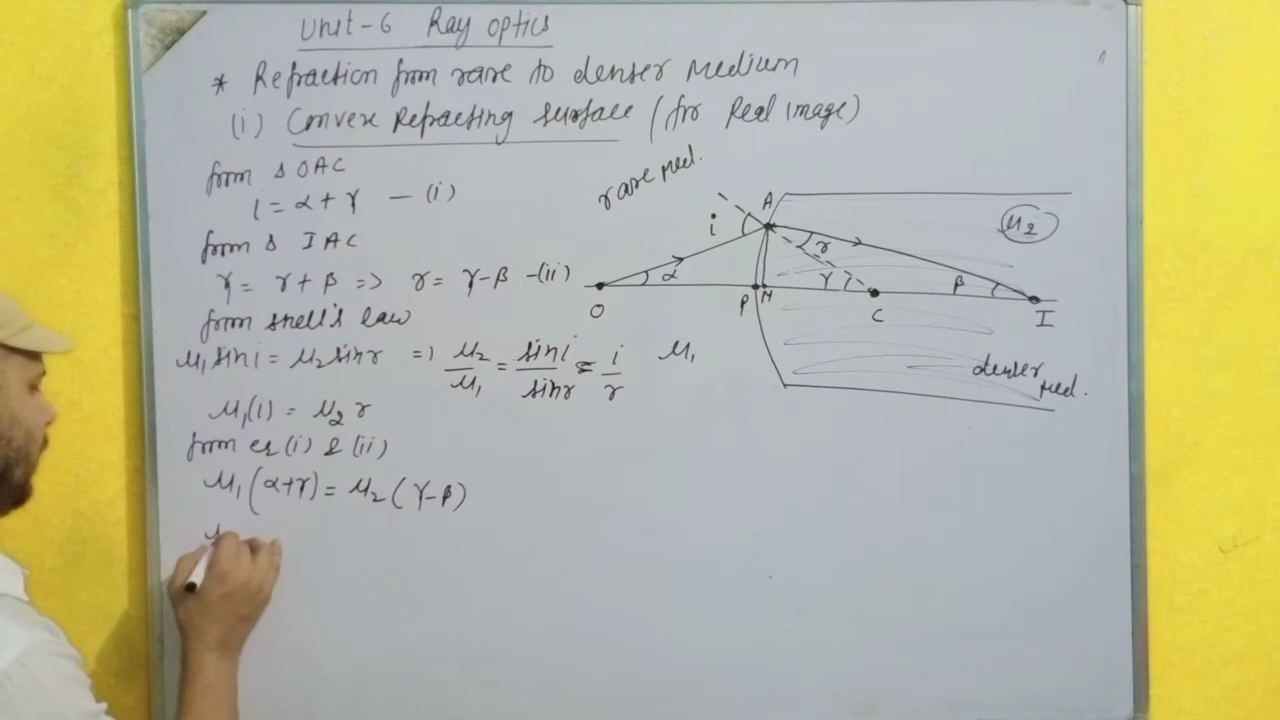 Unit-6 Ray optics
* Refraction from rare to denser Medium
(i) Convex Refracting surface (for Real image)
from Δ OAC
i = α + γ — (i)
from Δ IAC
γ = r + β => r = γ-β -(ii)
from snell's law
μ₁ sin i = μ₂ sin r => μ₂/μ₁ = sin i/sin r ≈ i/r
μ₁(i) = μ₂ r
from eq (i) & (ii)
μ₁(α+γ) = μ₂(γ-β)
rare med.
A
i
r
μ₂
α
γ
β
O
P
M
C
I
μ₁
denser med.